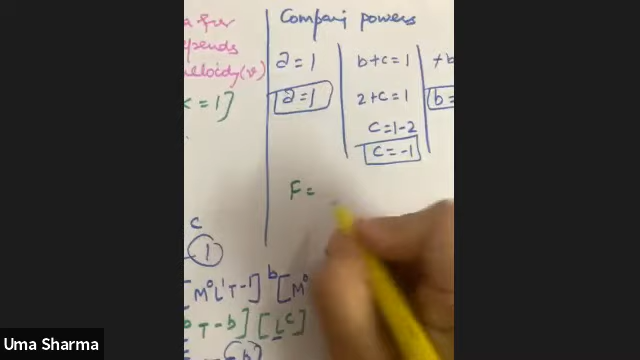 a for
pends
velocity (v)
k = 1]
Compari powers
a = 1
a = 1
b + c = 1
2 + c = 1
c = 1 - 2
c = -1
+b
b =
F =
c
1
[M⁰L¹T⁻¹]ᵇ [M⁰
T⁻ᵇ] [Lᶜ]
Uma Sharma